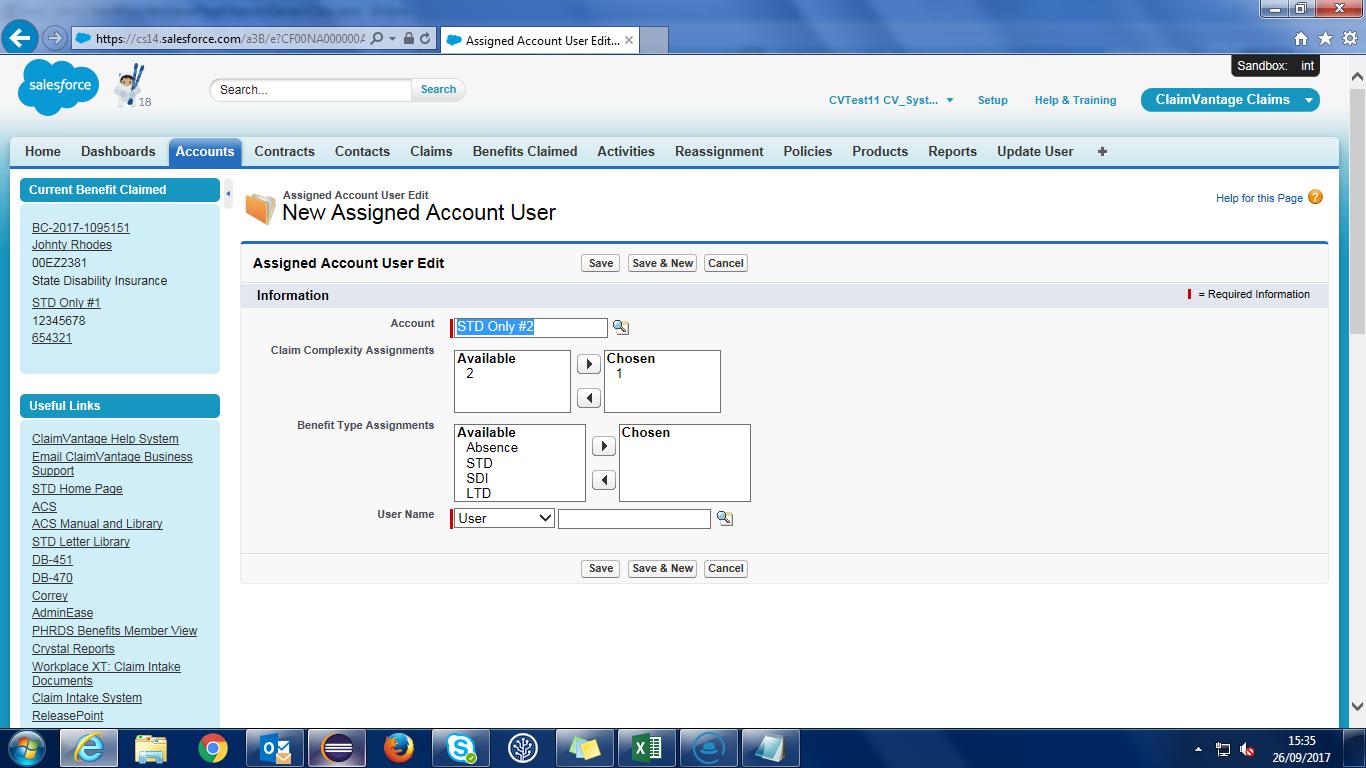 https://cs14.salesforce.com/a3B/e?CF00NA000000A
Assigned Account User Edit...
Sandbox: int
salesforce
18
Search...
Search
CVTest11 CV_Syst...
Setup
Help & Training
ClaimVantage Claims
Home
Dashboards
Accounts
Contracts
Contacts
Claims
Benefits Claimed
Activities
Reassignment
Policies
Products
Reports
Update User
Current Benefit Claimed
BC-2017-1095151
Johnty Rhodes
00EZ2381
State Disability Insurance
STD Only #1
12345678
654321
Useful Links
ClaimVantage Help System
Email ClaimVantage Business
Support
STD Home Page
ACS
ACS Manual and Library
STD Letter Library
DB-451
DB-470
Correy
AdminEase
PHRDS Benefits Member View
Crystal Reports
Workplace XT: Claim Intake
Documents
Claim Intake System
ReleasePoint
Assigned Account User Edit
New Assigned Account User
Help for this Page
Assigned Account User Edit
Save
Save & New
Cancel
Information
= Required Information
Account
STD Only #2
Claim Complexity Assignments
Available
2
Chosen
1
Benefit Type Assignments
Available
Absence
STD
SDI
LTD
Chosen
User Name
User
Save
Save & New
Cancel
15:35
26/09/2017